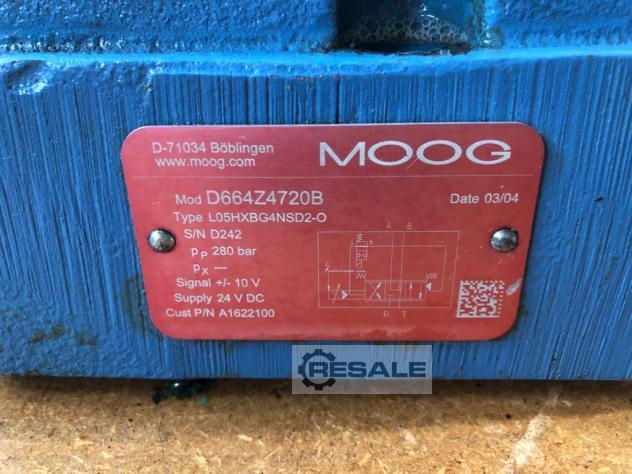 D-71034 Böblingen
www.moog.com
MOOG
Mod D664Z4720B
Date 03/04
Type L05HXBG4NSD2-O
S/N D242
pP 280 bar
pX ---
Signal +/- 10 V
Supply 24 V DC
Cust P/N A1622100
A B
P T
RESALE